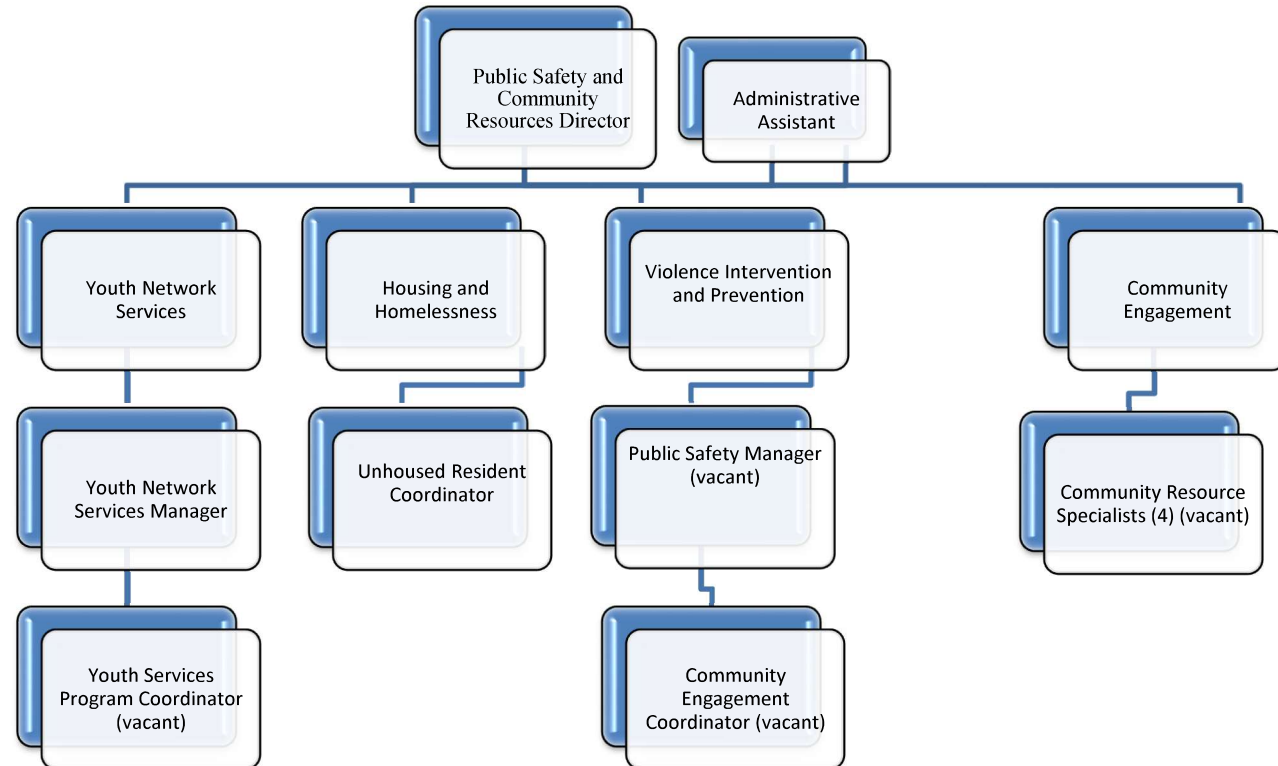 Public Safety and
Community
Resources Director
Administrative
Assistant
Youth Network
Services
Housing and
Homelessness
Violence Intervention
and Prevention
Community
Engagement
Youth Network
Services Manager
Unhoused Resident
Coordinator
Public Safety Manager
(vacant)
Community Resource
Specialists (4) (vacant)
Youth Services
Program Coordinator
(vacant)
Community
Engagement
Coordinator (vacant)